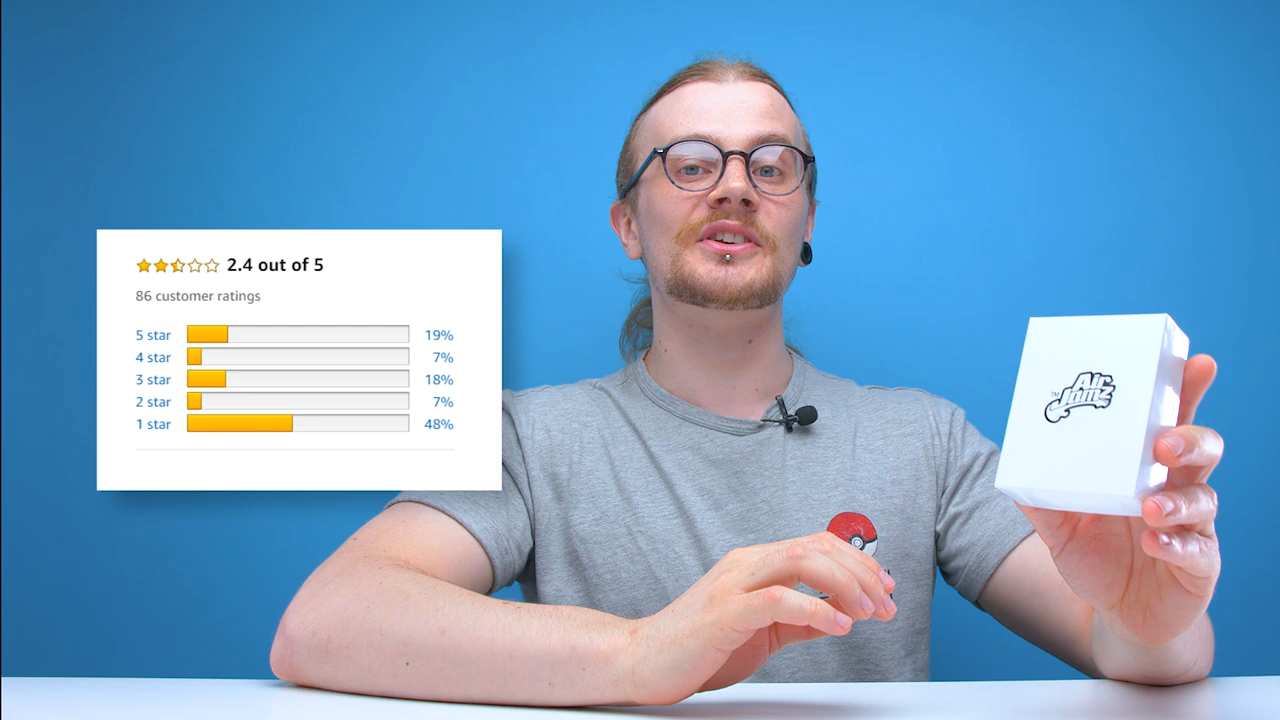 2.4 out of 5
86 customer ratings
5 star 19%
4 star 7%
3 star 18%
2 star 7%
1 star 48%
Air
Jamz
TM